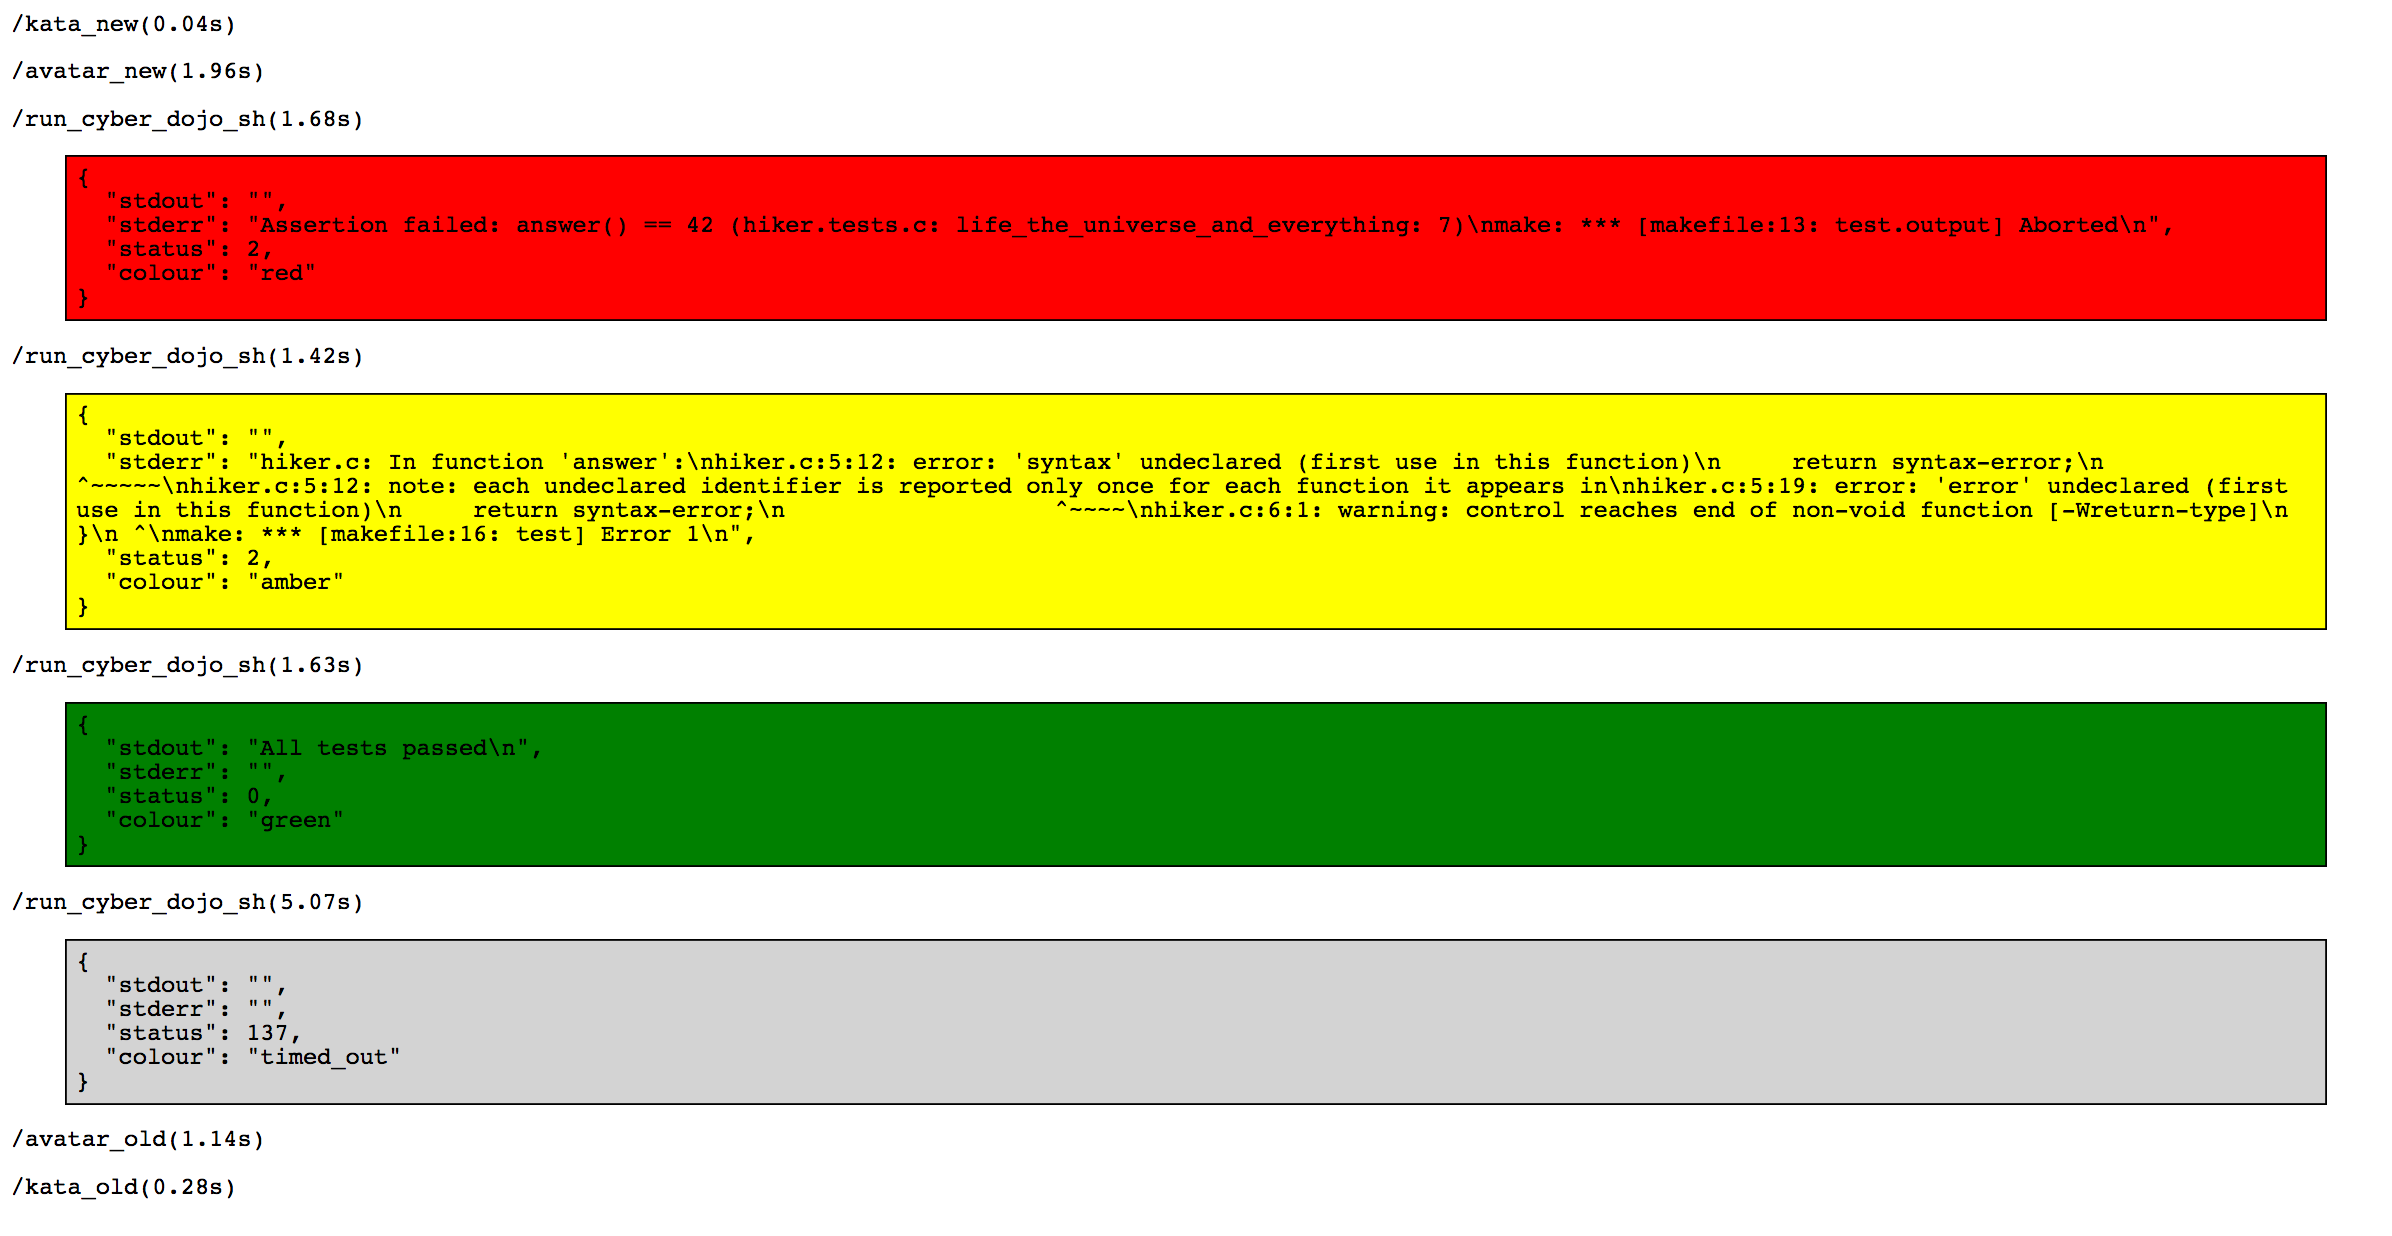 /kata_new(0.04s)
/avatar_new(1.96s)
/run_cyber_dojo_sh(1.68s)
{
  "stdout": "",
  "stderr": "Assertion failed: answer() == 42 (hiker.tests.c: life_the_universe_and_everything: 7)\nmake: *** [makefile:13: test.output] Aborted\n",
  "status": 2,
  "colour": "red"
}
/run_cyber_dojo_sh(1.42s)
{
  "stdout": "",
  "stderr": "hiker.c: In function 'answer':\nhiker.c:5:12: error: 'syntax' undeclared (first use in this function)\n     return syntax-error;\n
^~~~~~\nhiker.c:5:12: note: each undeclared identifier is reported only once for each function it appears in\nhiker.c:5:19: error: 'error' undeclared (first
use in this function)\n     return syntax-error;\n                   ^~~~~\nhiker.c:6:1: warning: control reaches end of non-void function [-Wreturn-type]\n
}\n ^\nmake: *** [makefile:16: test] Error 1\n",
  "status": 2,
  "colour": "amber"
}
/run_cyber_dojo_sh(1.63s)
{
  "stdout": "All tests passed\n",
  "stderr": "",
  "status": 0,
  "colour": "green"
}
/run_cyber_dojo_sh(5.07s)
{
  "stdout": "",
  "stderr": "",
  "status": 137,
  "colour": "timed_out"
}
/avatar_old(1.14s)
/kata_old(0.28s)